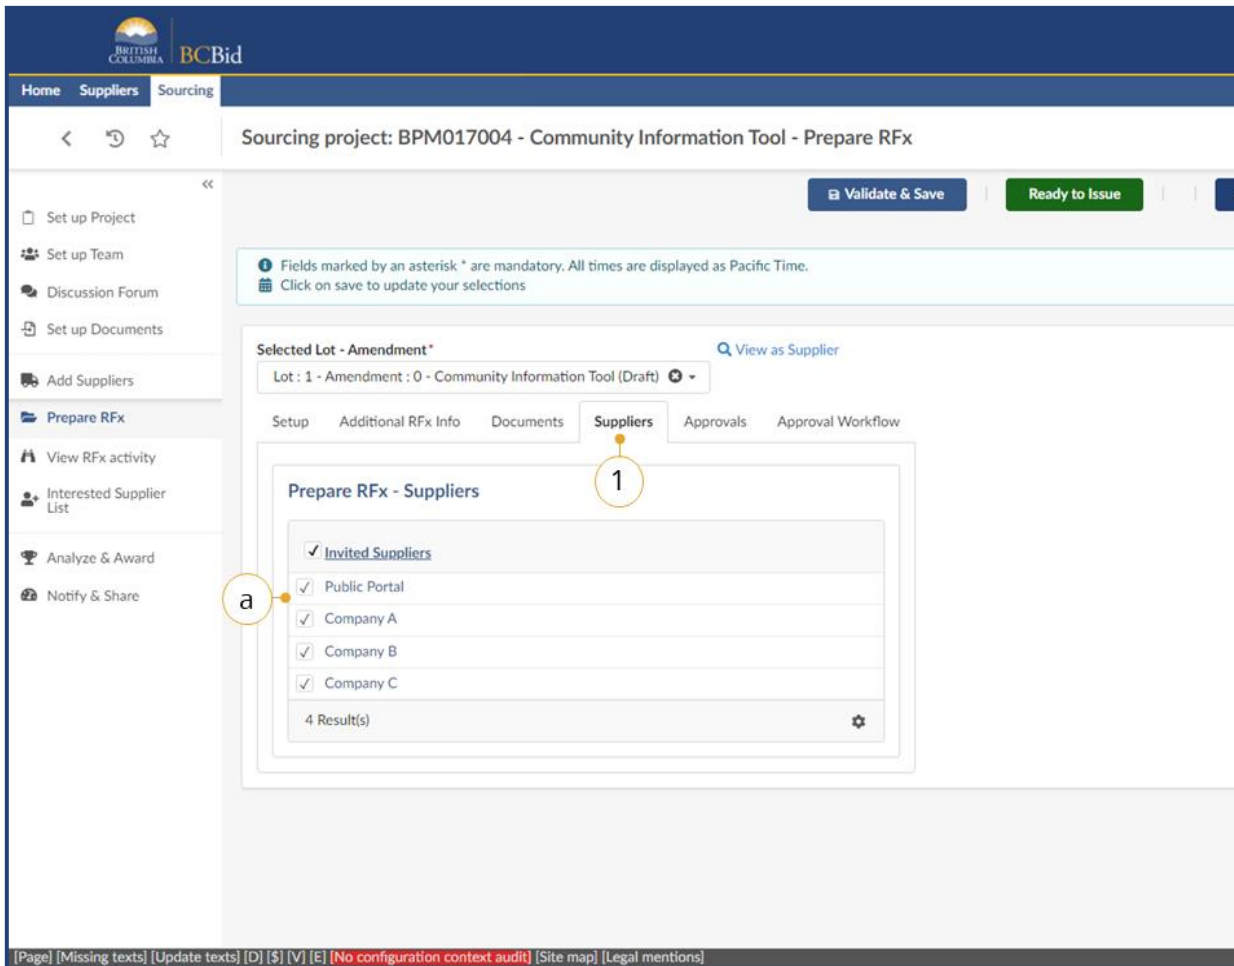 BRITISH
COLUMBIA
BCBid
Home Suppliers Sourcing
Sourcing project: BPM017004 - Community Information Tool - Prepare RFx
Validate & Save
Ready to Issue
Set up Project
Set up Team
Discussion Forum
Set up Documents
Add Suppliers
Prepare RFx
View RFx activity
Interested Supplier
List
Analyze & Award
Notify & Share
Fields marked by an asterisk * are mandatory. All times are displayed as Pacific Time.
Click on save to update your selections
Selected Lot - Amendment*
View as Supplier
Lot : 1 - Amendment : 0 - Community Information Tool (Draft)
Setup Additional RFx Info Documents Suppliers Approvals Approval Workflow
1
Prepare RFx - Suppliers
Invited Suppliers
a
Public Portal
Company A
Company B
Company C
4 Result(s)
[Page] [Missing texts] [Update texts] [D] [$] [V] [E] [No configuration context audit] [Site map] [Legal mentions]